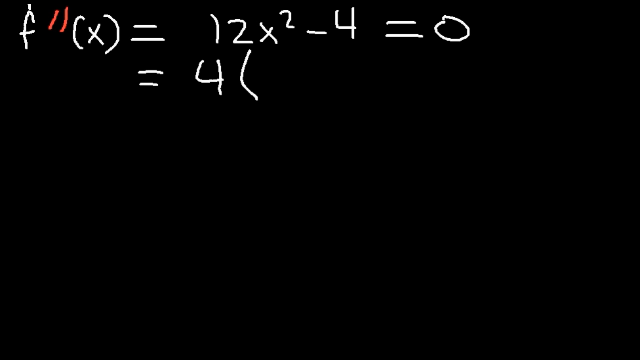 f''(x) = 12x² - 4 = 0
= 4(